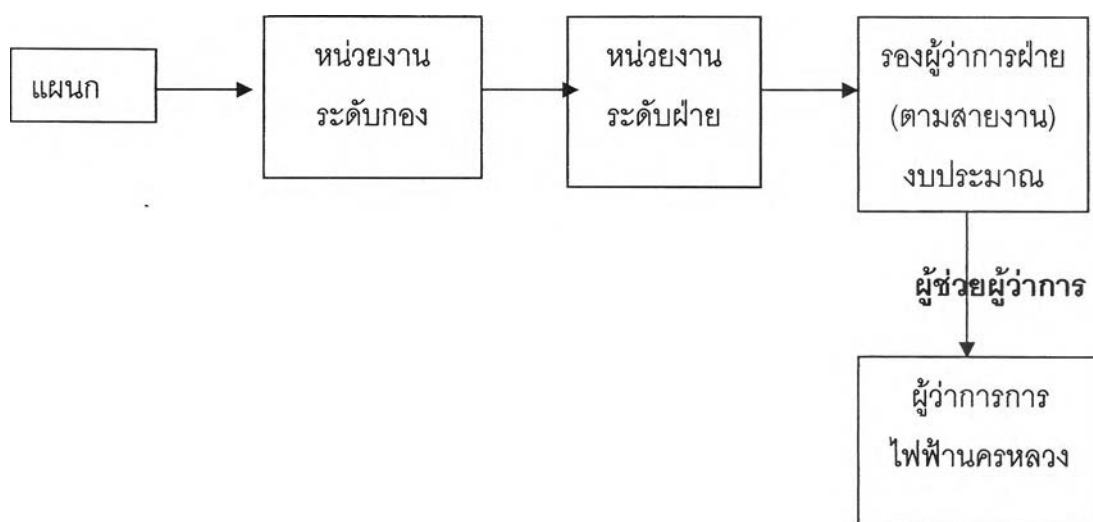 แผนก
หน่วยงาน
ระดับกอง
หน่วยงาน
ระดับฝ่าย
รองผู้ว่าการฝ่าย
(ตามสายงาน)
งบประมาณ
ผู้ช่วยผู้ว่าการ
ผู้ว่าการการ
ไฟฟ้านครหลวง